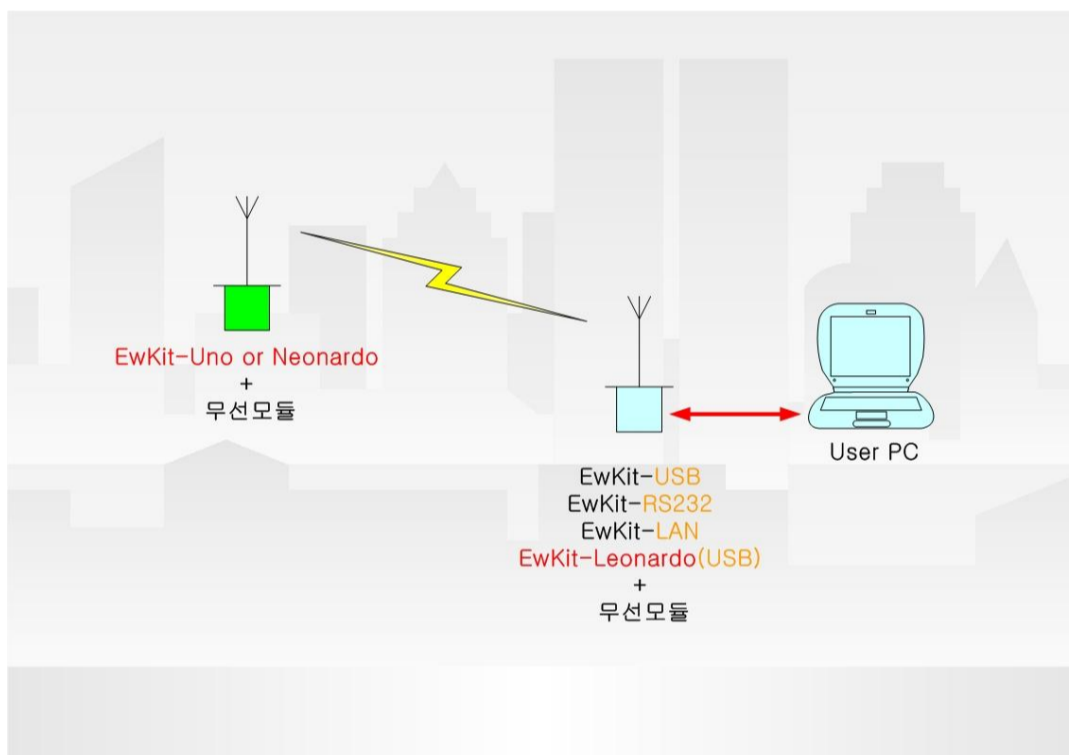 EwKit-Uno or Neonardo
+
무선모듈
User PC
EwKit-USB
EwKit-RS232
EwKit-LAN
EwKit-Leonardo(USB)
+
무선모듈